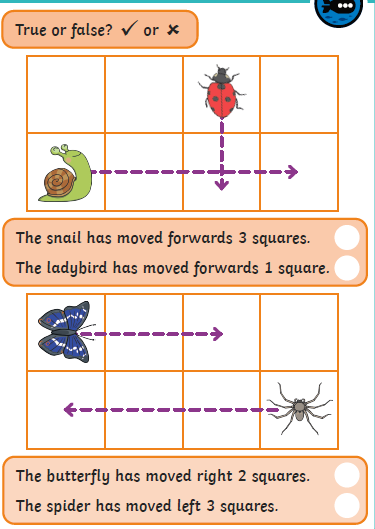 True or false? ✓ or ✗
The snail has moved forwards 3 squares.
The ladybird has moved forwards 1 square.
The butterfly has moved right 2 squares.
The spider has moved left 3 squares.